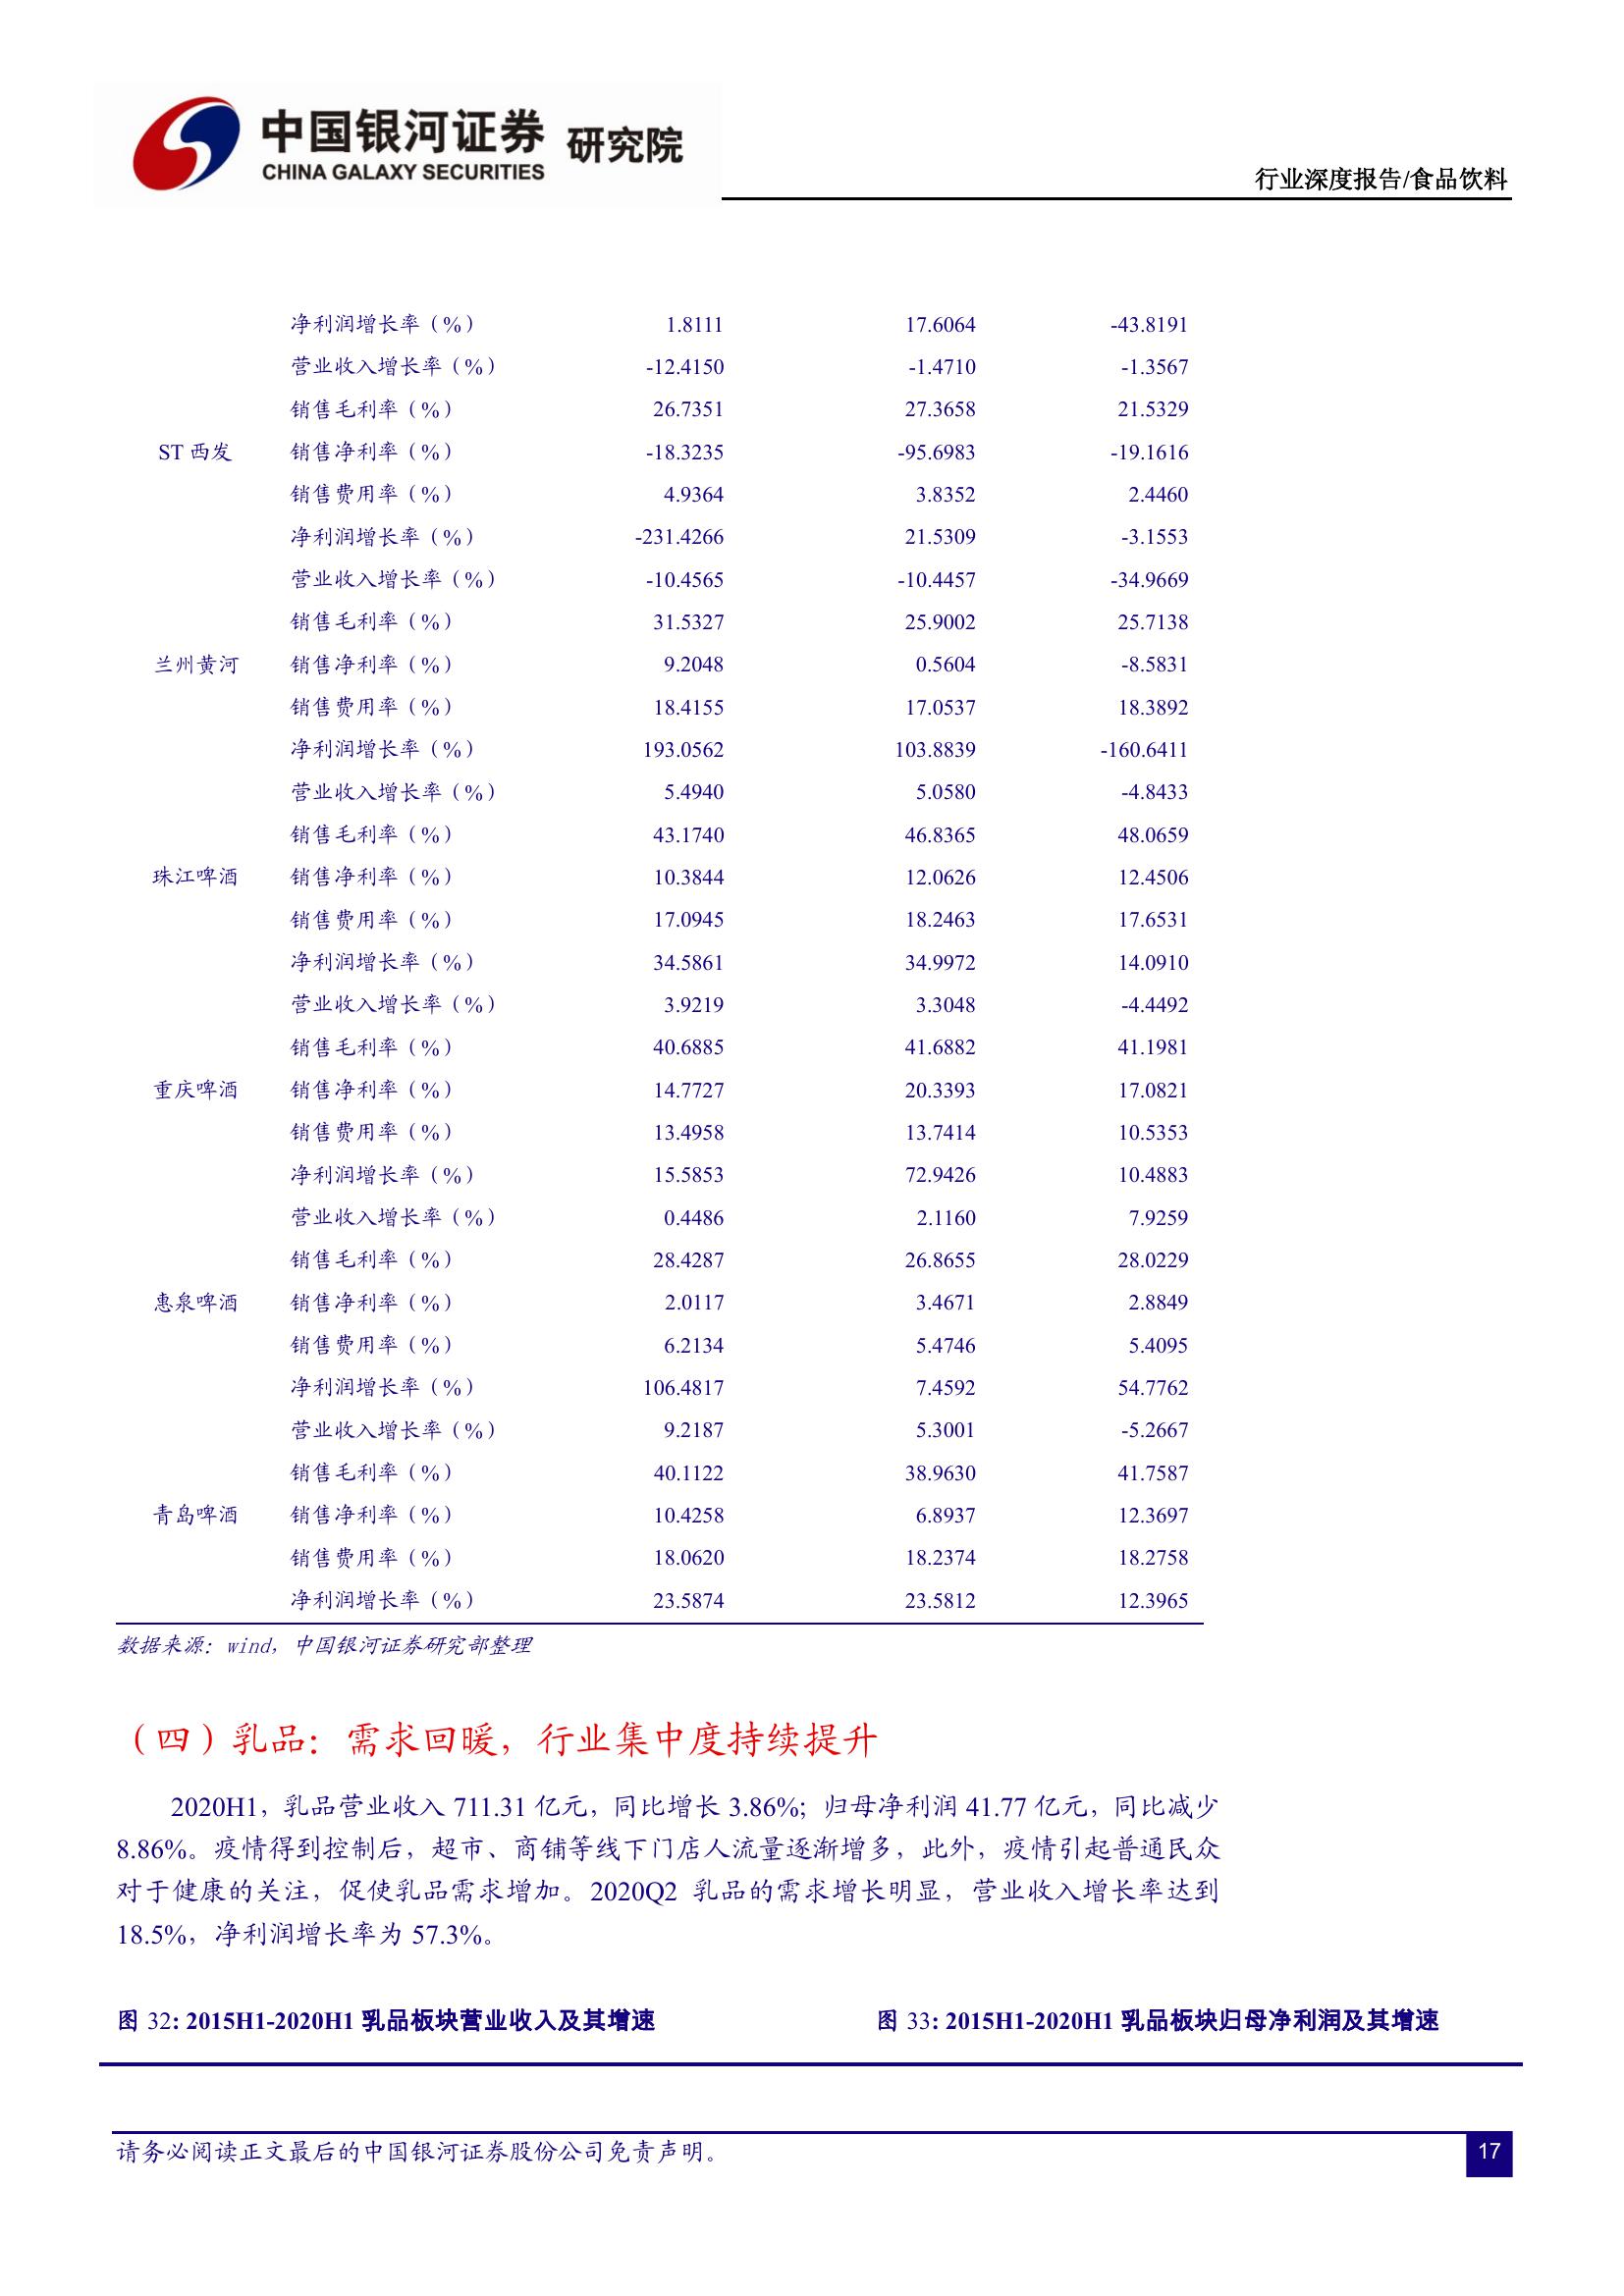 中国银河证券 研究院
CHINA GALAXY SECURITIES
行业深度报告/食品饮料
净利润增长率（%） 1.8111 17.6064 -43.8191
营业收入增长率（%） -12.4150 -1.4710 -1.3567
销售毛利率（%） 26.7351 27.3658 21.5329
ST 西发 销售净利率（%） -18.3235 -95.6983 -19.1616
销售费用率（%） 4.9364 3.8352 2.4460
净利润增长率（%） -231.4266 21.5309 -3.1553
营业收入增长率（%） -10.4565 -10.4457 -34.9669
销售毛利率（%） 31.5327 25.9002 25.7138
兰州黄河 销售净利率（%） 9.2048 0.5604 -8.5831
销售费用率（%） 18.4155 17.0537 18.3892
净利润增长率（%） 193.0562 103.8839 -160.6411
营业收入增长率（%） 5.4940 5.0580 -4.8433
销售毛利率（%） 43.1740 46.8365 48.0659
珠江啤酒 销售净利率（%） 10.3844 12.0626 12.4506
销售费用率（%） 17.0945 18.2463 17.6531
净利润增长率（%） 34.5861 34.9972 14.0910
营业收入增长率（%） 3.9219 3.3048 -4.4492
销售毛利率（%） 40.6885 41.6882 41.1981
重庆啤酒 销售净利率（%） 14.7727 20.3393 17.0821
销售费用率（%） 13.4958 13.7414 10.5353
净利润增长率（%） 15.5853 72.9426 10.4883
营业收入增长率（%） 0.4486 2.1160 7.9259
销售毛利率（%） 28.4287 26.8655 28.0229
惠泉啤酒 销售净利率（%） 2.0117 3.4671 2.8849
销售费用率（%） 6.2134 5.4746 5.4095
净利润增长率（%） 106.4817 7.4592 54.7762
营业收入增长率（%） 9.2187 5.3001 -5.2667
销售毛利率（%） 40.1122 38.9630 41.7587
青岛啤酒 销售净利率（%） 10.4258 6.8937 12.3697
销售费用率（%） 18.0620 18.2374 18.2758
净利润增长率（%） 23.5874 23.5812 12.3965
数据来源：wind，中国银河证券研究部整理
（四）乳品：需求回暖，行业集中度持续提升
2020H1，乳品营业收入 711.31 亿元，同比增长 3.86%；归母净利润 41.77 亿元，同比减少
8.86%。疫情得到控制后，超市、商铺等线下门店人流量逐渐增多，此外，疫情引起普通民众
对于健康的关注，促使乳品需求增加。2020Q2 乳品的需求增长明显，营业收入增长率达到
18.5%，净利润增长率为 57.3%。
图 32: 2015H1-2020H1 乳品板块营业收入及其增速 图 33: 2015H1-2020H1 乳品板块归母净利润及其增速
请务必阅读正文最后的中国银河证券股份公司免责声明。 17